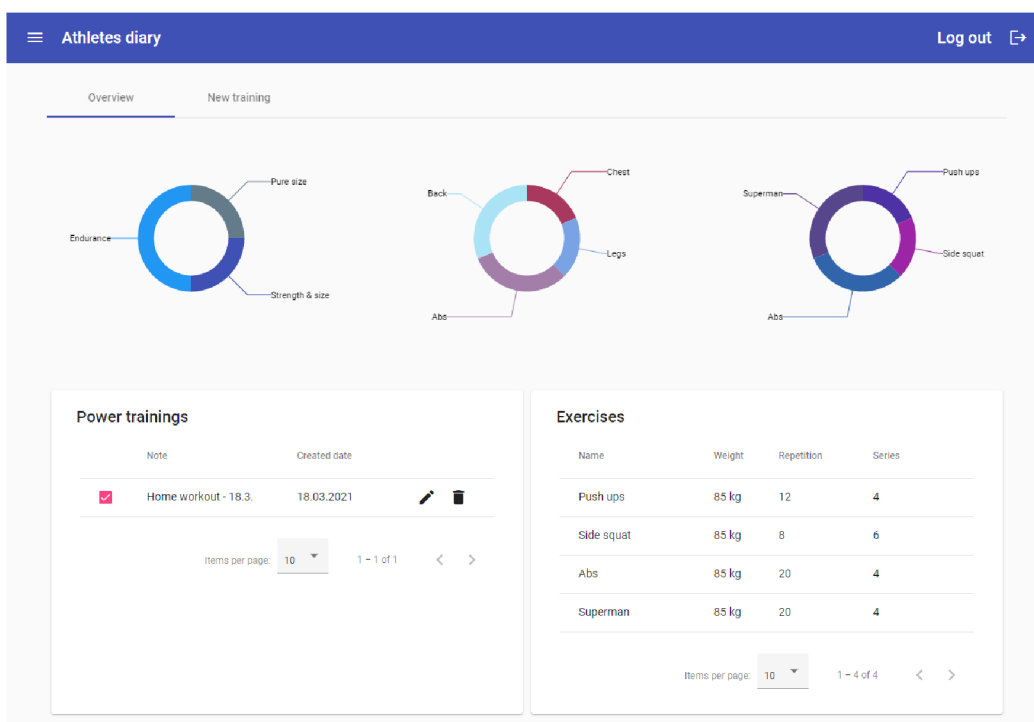 Athletes diary
Log out
Overview New training
Pure size
Endurance
Strength & size
Chest
Back
Legs
Abs
Push ups
Superman
Side squat
Abs
Power trainings
Note Created date
Home workout - 18.3. 18.03.2021
Items per page: 10 1 – 1 of 1
Exercises
Name Weight Repetition Series
Push ups 85 kg 12 4
Side squat 85 kg 8 6
Abs 85 kg 20 4
Superman 85 kg 20 4
Items per page: 10 1 – 4 of 4